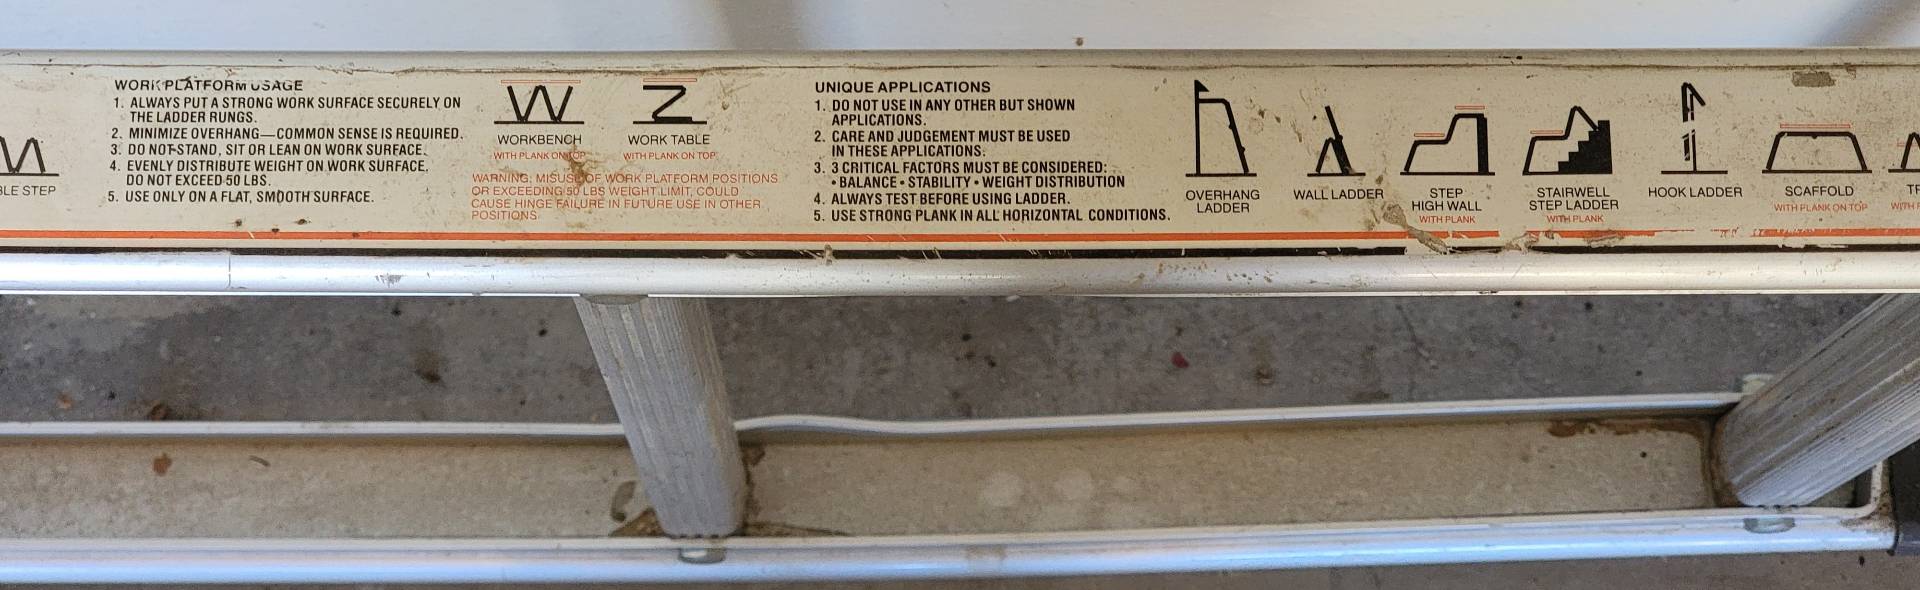 BLE STEP
WORK PLATFORM USAGE
1. ALWAYS PUT A STRONG WORK SURFACE SECURELY ON
THE LADDER RUNGS.
2. MINIMIZE OVERHANG—COMMON SENSE IS REQUIRED.
3. DO NOT STAND, SIT OR LEAN ON WORK SURFACE.
4. EVENLY DISTRIBUTE WEIGHT ON WORK SURFACE.
DO NOT EXCEED 50 LBS.
5. USE ONLY ON A FLAT, SMOOTH SURFACE.
WORKBENCH
WITH PLANK ON TOP
WORK TABLE
WITH PLANK ON TOP
WARNING: MISUSE OF WORK PLATFORM POSITIONS
OR EXCEEDING 50 LBS WEIGHT LIMIT, COULD
CAUSE HINGE FAILURE IN FUTURE USE IN OTHER
POSITIONS.
UNIQUE APPLICATIONS
1. DO NOT USE IN ANY OTHER BUT SHOWN
APPLICATIONS.
2. CARE AND JUDGEMENT MUST BE USED
IN THESE APPLICATIONS.
3. 3 CRITICAL FACTORS MUST BE CONSIDERED:
• BALANCE • STABILITY • WEIGHT DISTRIBUTION
4. ALWAYS TEST BEFORE USING LADDER.
5. USE STRONG PLANK IN ALL HORIZONTAL CONDITIONS.
OVERHANG
LADDER
WALL LADDER
STEP
HIGH WALL
WITH PLANK
STAIRWELL
STEP LADDER
WITH PLANK
HOOK LADDER
SCAFFOLD
WITH PLANK ON TOP